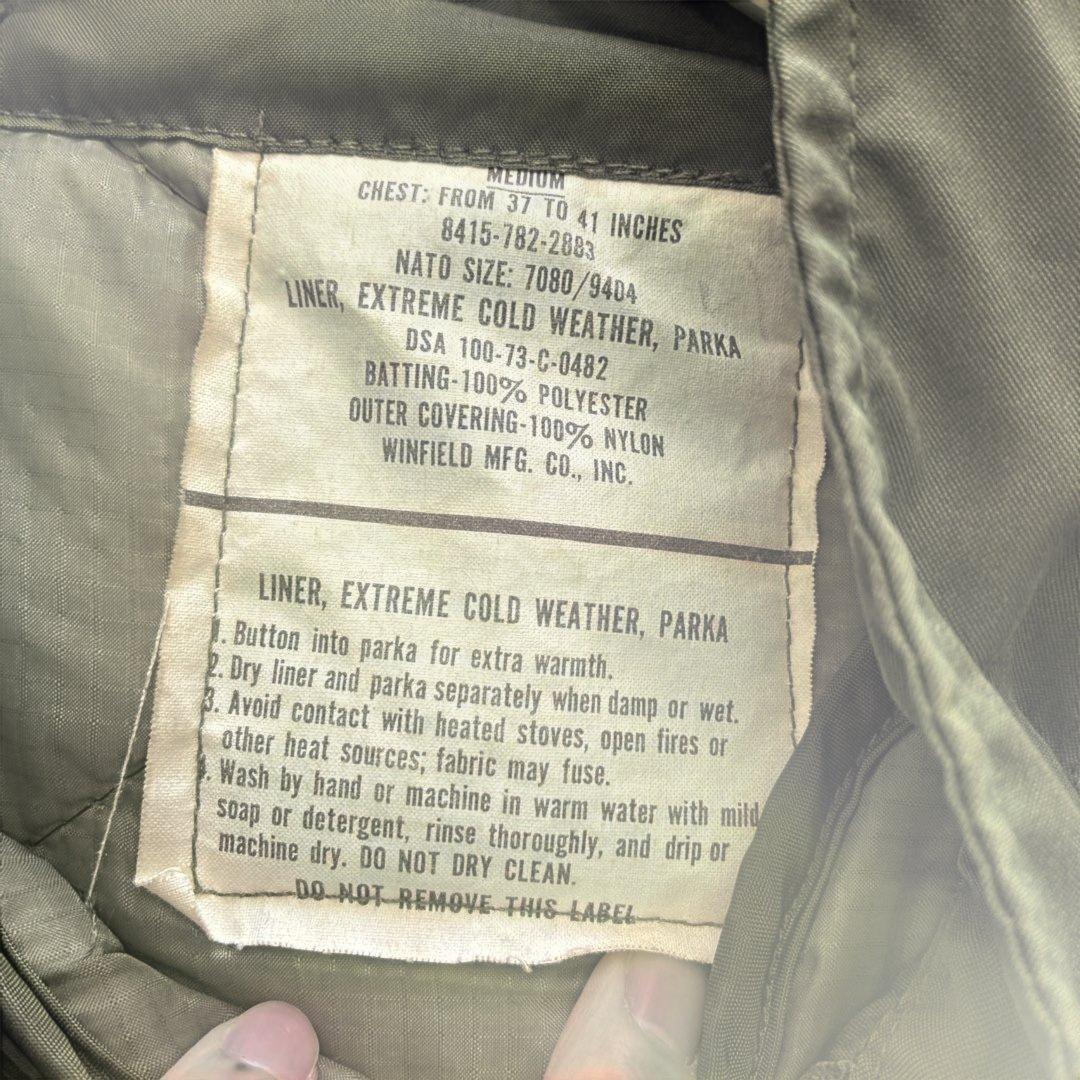 MEDIUM
CHEST: FROM 37 TO 41 INCHES
8415-782-2883
NATO SIZE: 7080/9404
LINER, EXTREME COLD WEATHER, PARKA
DSA 100-73-C-0482
BATTING-100% POLYESTER
OUTER COVERING-100% NYLON
WINFIELD MFG. CO., INC.
LINER, EXTREME COLD WEATHER, PARKA
1. Button into parka for extra warmth.
2. Dry liner and parka separately when damp or wet.
3. Avoid contact with heated stoves, open fires or
other heat sources; fabric may fuse.
4. Wash by hand or machine in warm water with mild
soap or detergent, rinse thoroughly, and drip or
machine dry. DO NOT DRY CLEAN.
DO NOT REMOVE THIS LABEL